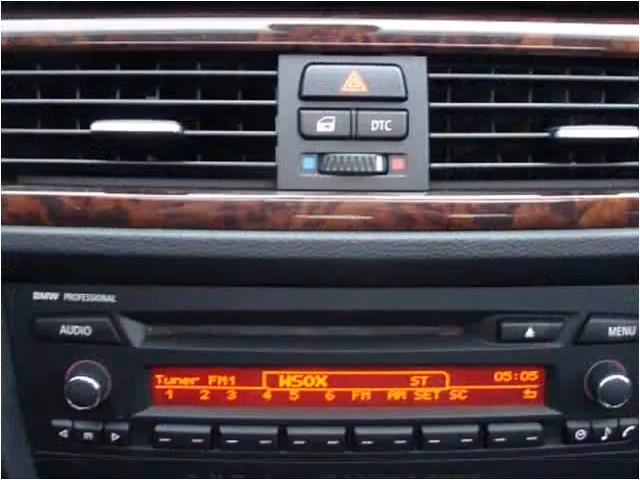 DTC
BMW PROFESSIONAL
AUDIO
MENU
Tuner FM1 WSOX ST 05:05
1 2 3 4 5 6 FM AM SET SC
m